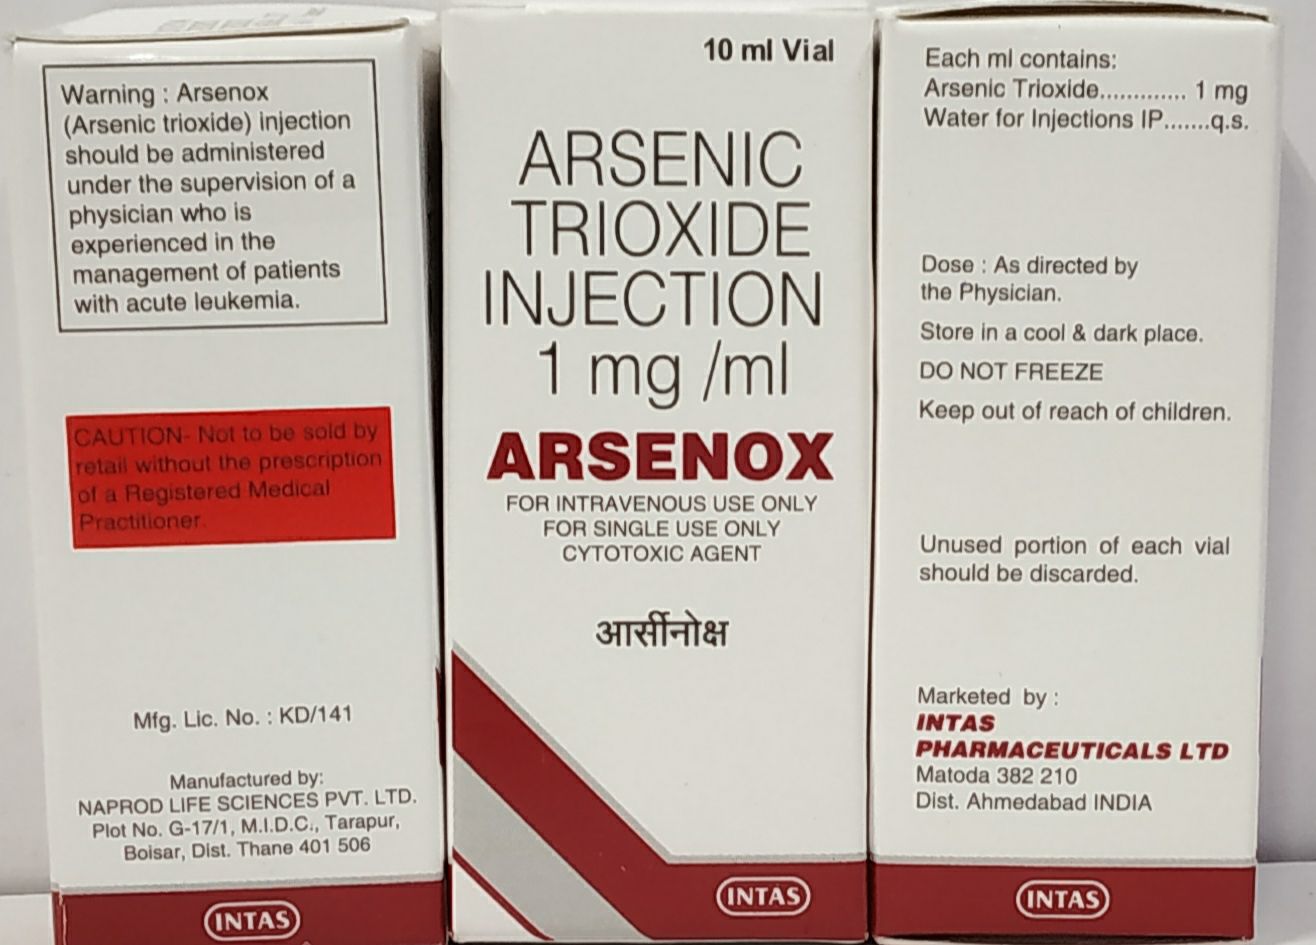 Warning : Arsenox
(Arsenic trioxide) injection
should be administered
under the supervision of a
physician who is
experienced in the
management of patients
with acute leukemia.
CAUTION- Not to be sold by
retail without the prescription
of a Registered Medical
Practitioner.
Mfg. Lic. No. : KD/141
Manufactured by:
NAPROD LIFE SCIENCES PVT. LTD.
Plot No. G-17/1, M.I.D.C., Tarapur,
Boisar, Dist. Thane 401 506
INTAS
10 ml Vial
ARSENIC
TRIOXIDE
INJECTION
1 mg /ml
ARSENOX
FOR INTRAVENOUS USE ONLY
FOR SINGLE USE ONLY
CYTOTOXIC AGENT
आर्सीनोक्ष
INTAS
Each ml contains:
Arsenic Trioxide............. 1 mg
Water for Injections IP.......q.s.
Dose : As directed by
the Physician.
Store in a cool & dark place.
DO NOT FREEZE
Keep out of reach of children.
Unused portion of each vial
should be discarded.
Marketed by :
INTAS
PHARMACEUTICALS LTD
Matoda 382 210
Dist. Ahmedabad INDIA
INTAS